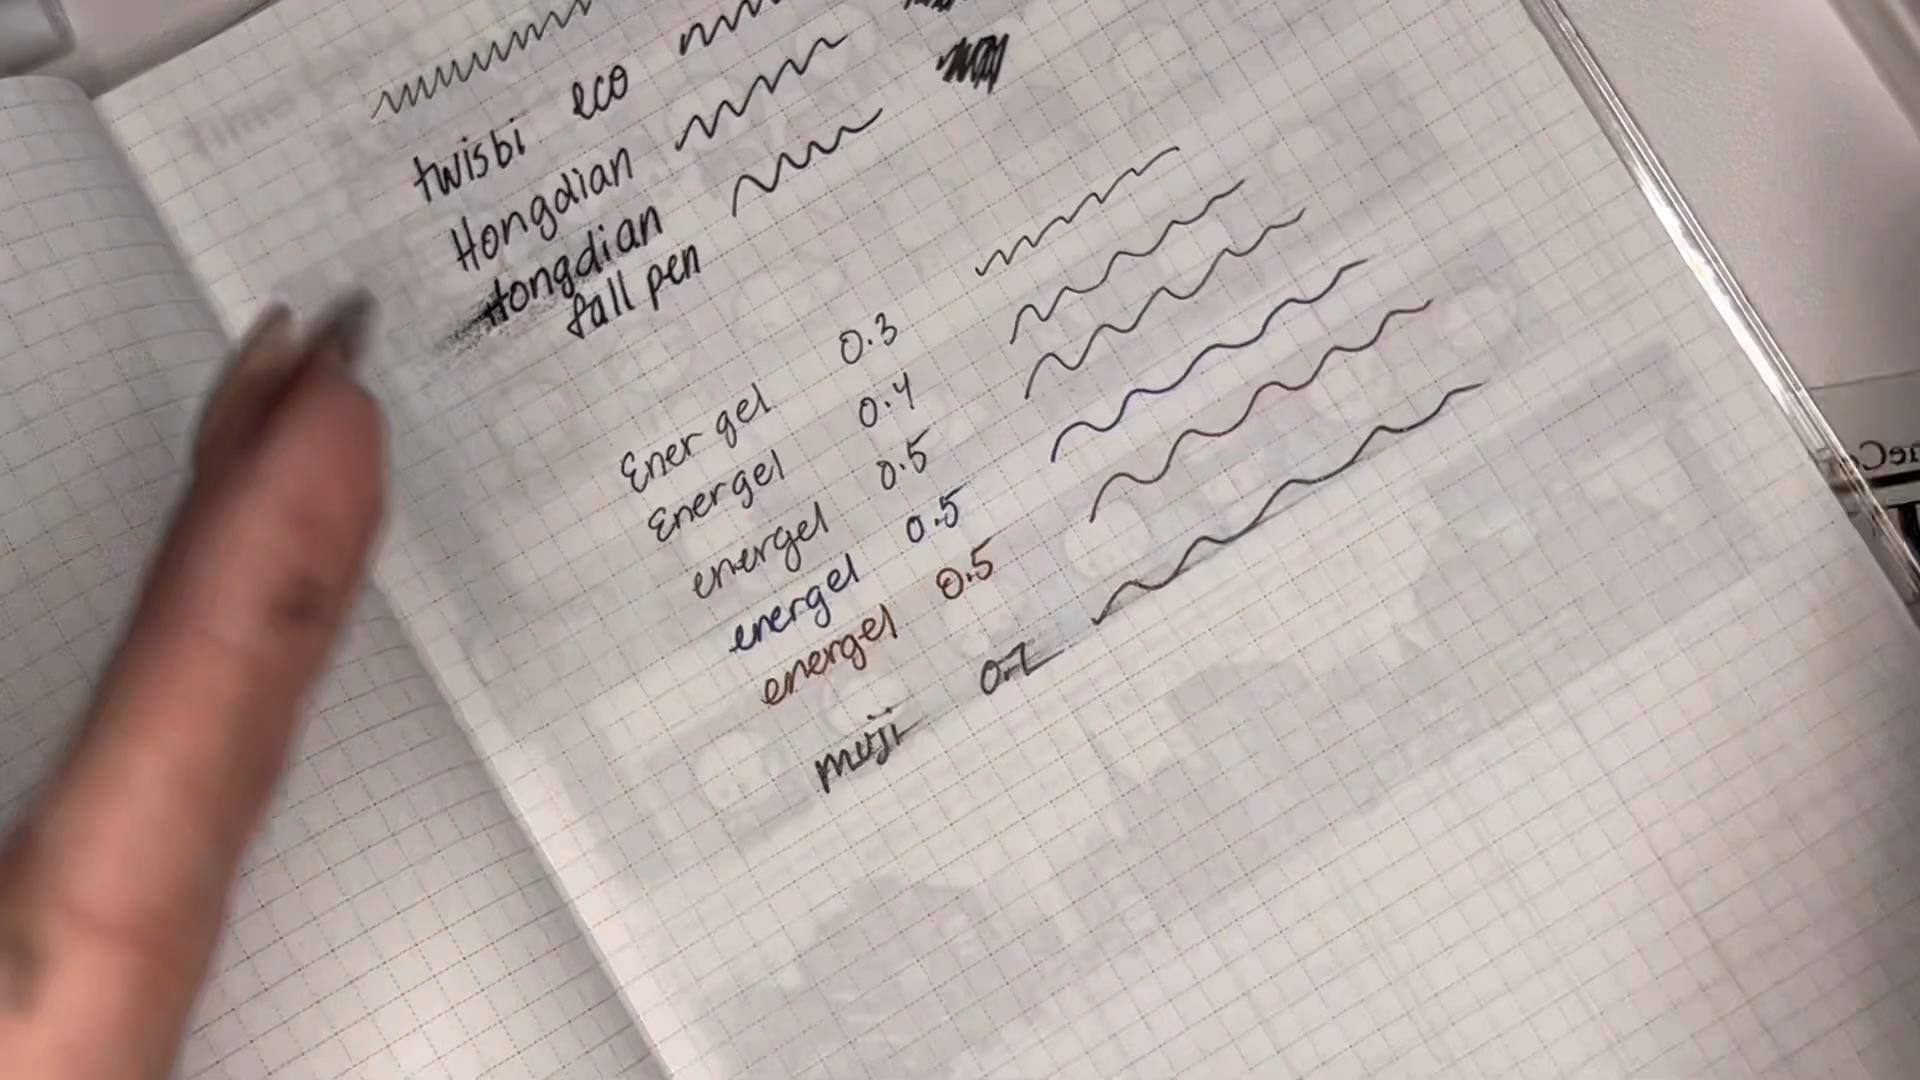 twisbi eco
Hongdian
Hongdian
fall pen
Ener gel 0.3
Energel 0.4
energel 0.5
energel 0.5
energel 0.5
muji 0.7